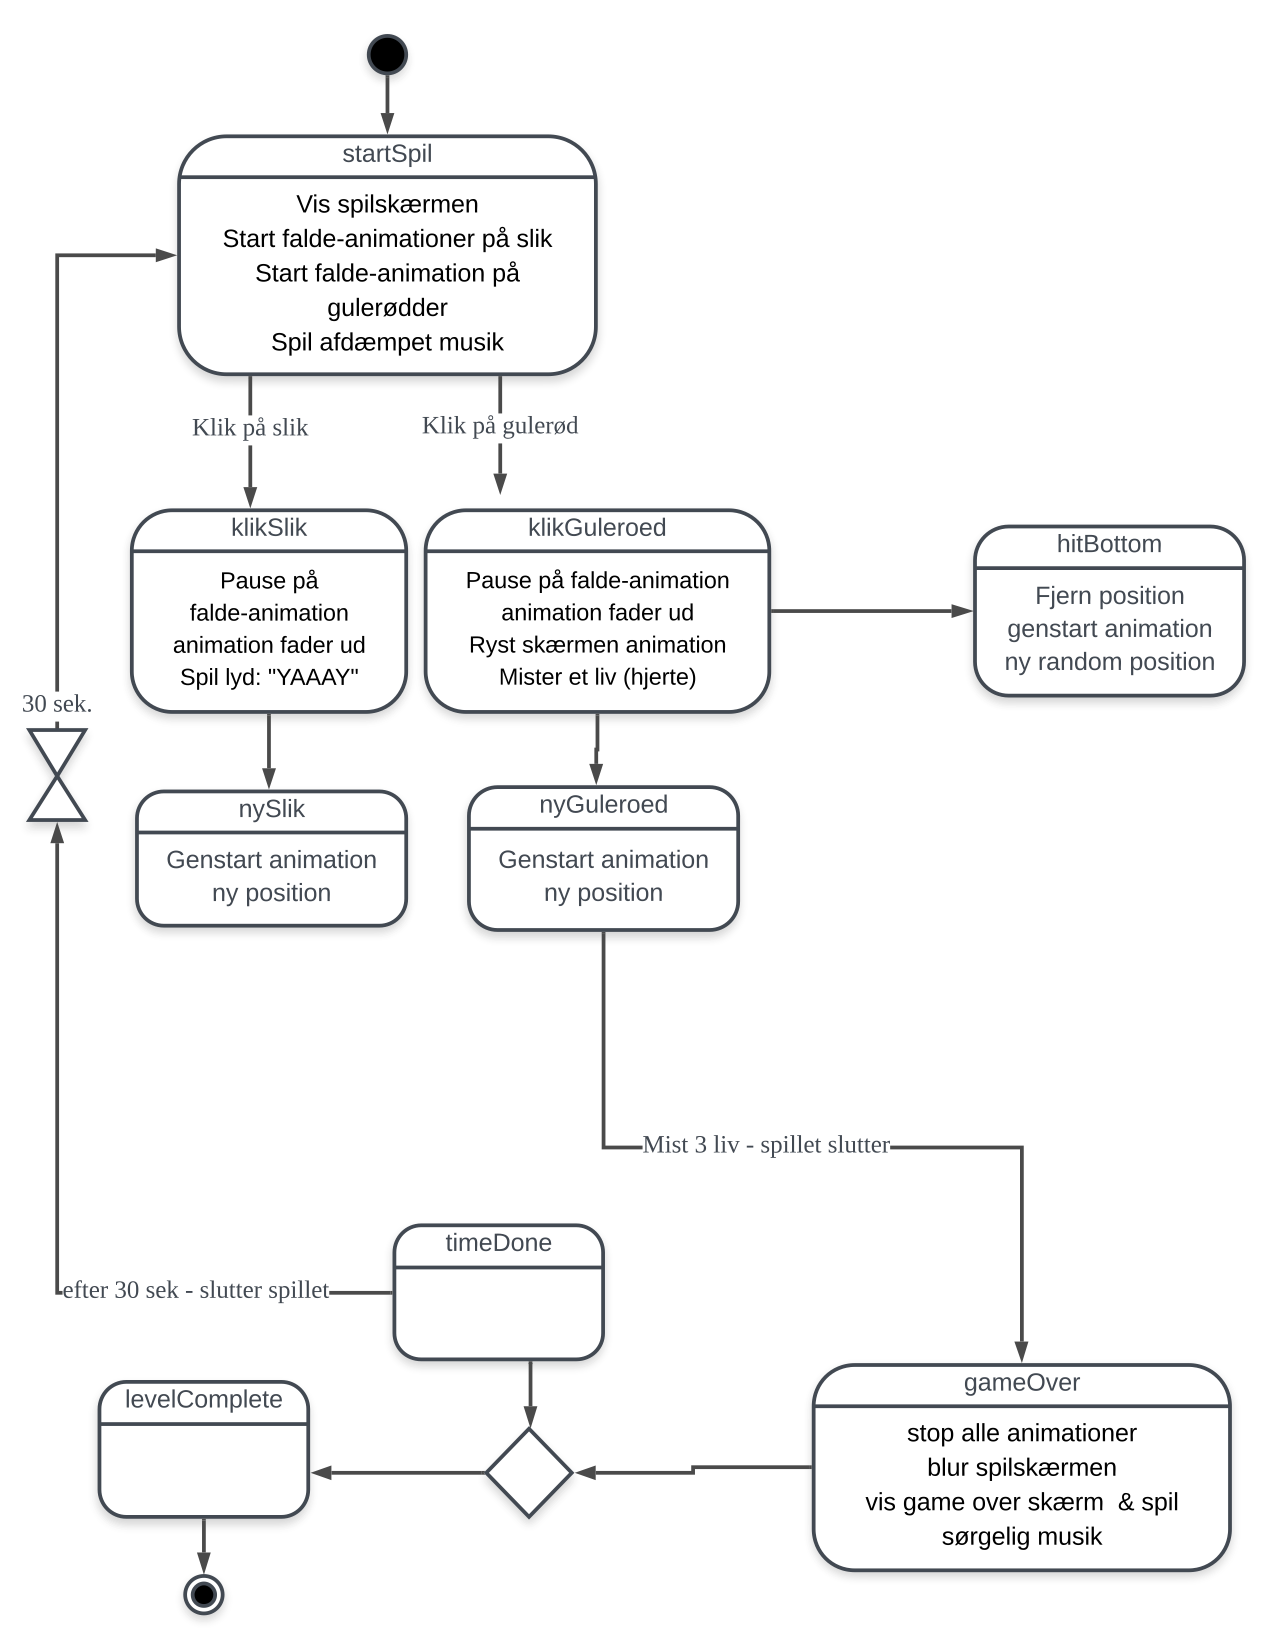 startSpil
Vis spilskærmen
Start falde-animationer på slik
Start falde-animation på
gulerødder
Spil afdæmpet musik
Klik på slik
Klik på gulerød
klikSlik
Pause på
falde-animation
animation fader ud
Spil lyd: "YAAAY"
klikGuleroed
Pause på falde-animation
animation fader ud
Ryst skærmen animation
Mister et liv (hjerte)
hitBottom
Fjern position
genstart animation
ny random position
30 sek.
nySlik
Genstart animation
ny position
nyGuleroed
Genstart animation
ny position
Mist 3 liv - spillet slutter
timeDone
efter 30 sek - slutter spillet
levelComplete
gameOver
stop alle animationer
blur spilskærmen
vis game over skærm  & spil
sørgelig musik